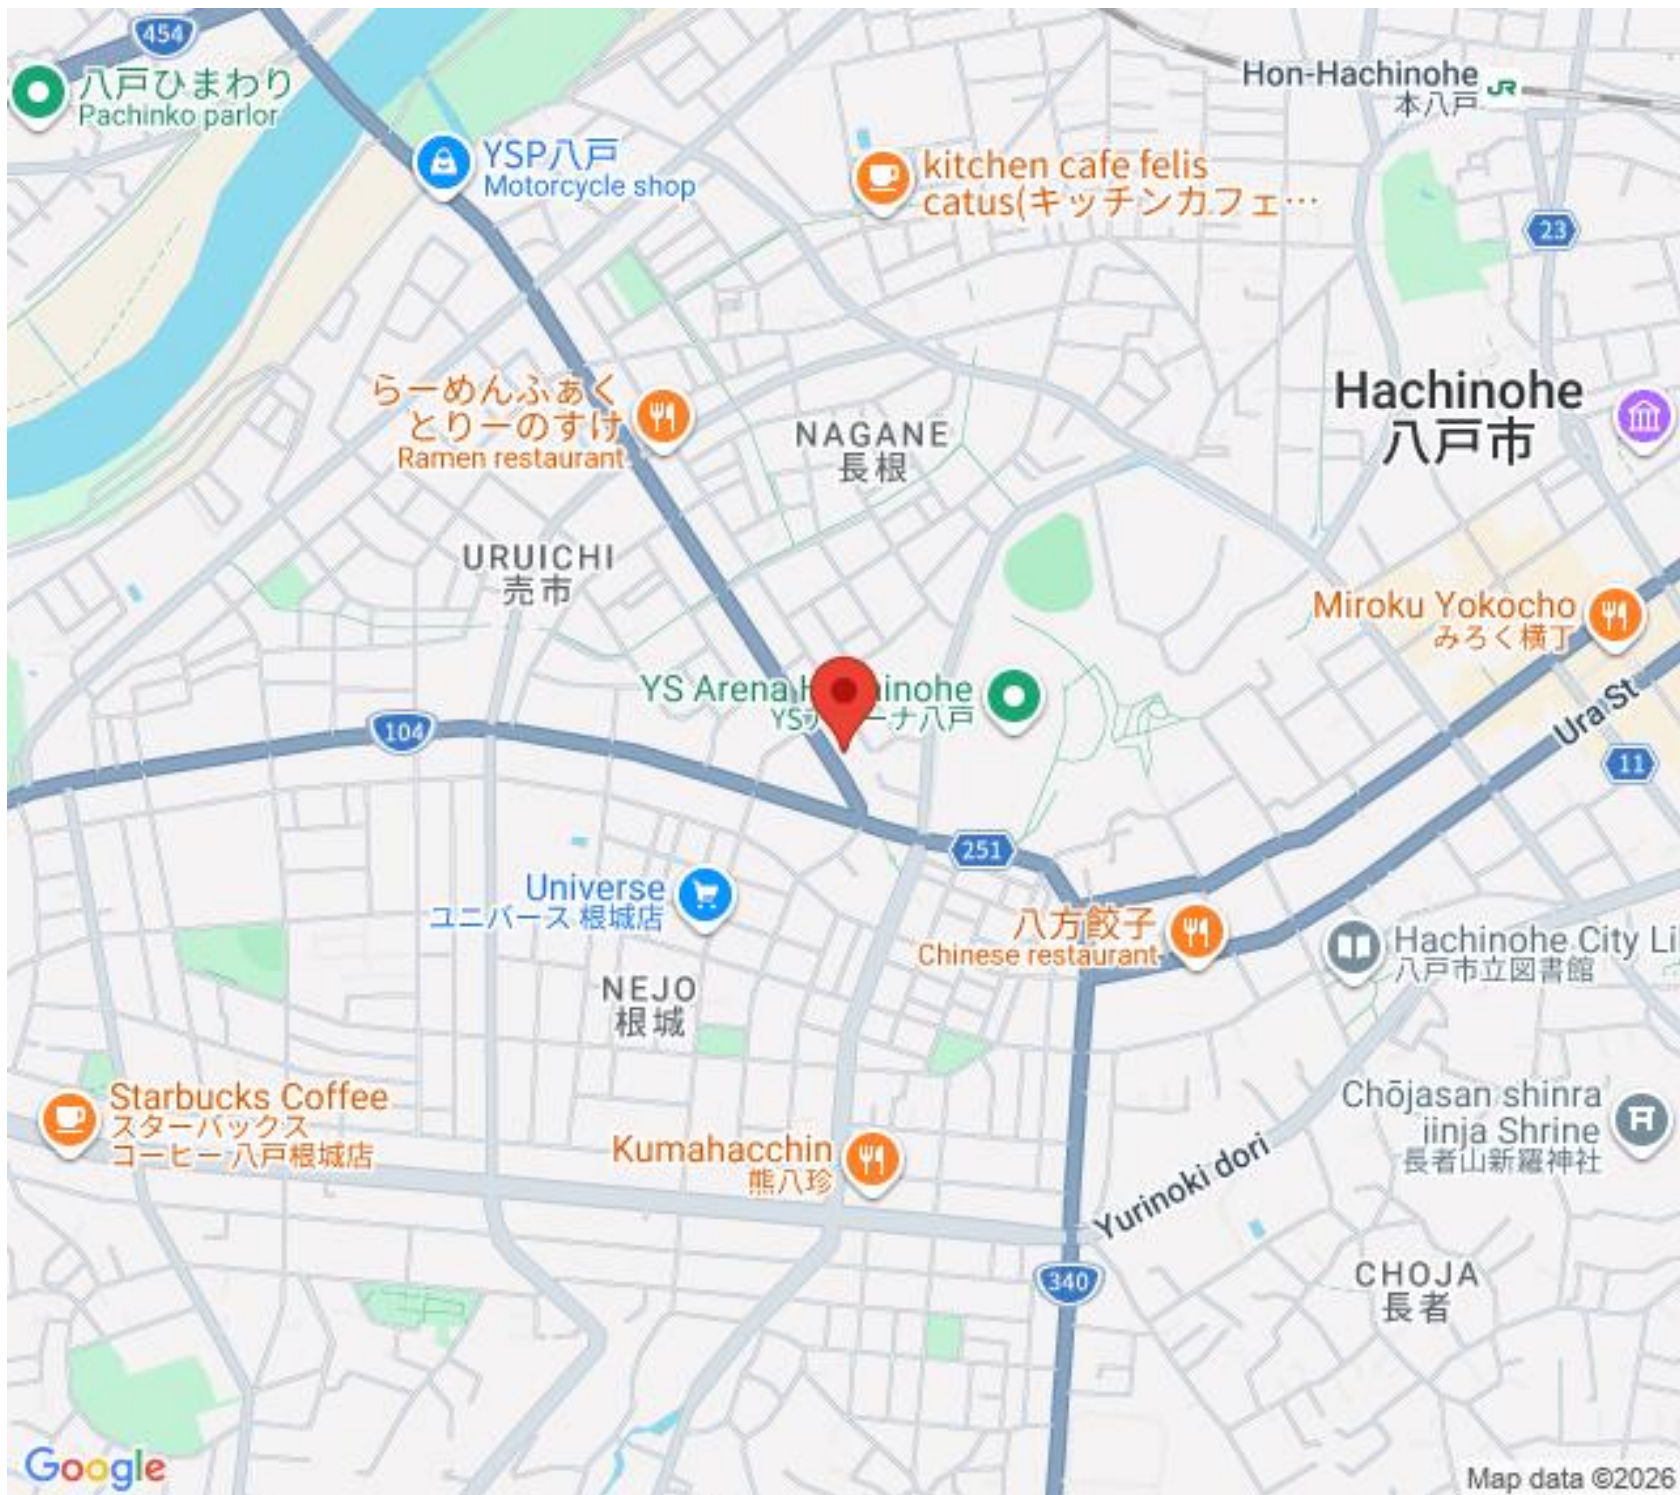 454
八戸ひまわり
Pachinko parlor
Hon-Hachinohe
本八戸
JR
YSP八戸
Motorcycle shop
kitchen cafe felis
catus(キッチンカフェ…
23
らーめんふぁく
とりーのすけ
Ramen restaurant
NAGANE
長根
Hachinohe
八戸市
URUICHI
売市
Miroku Yokocho
みろく横丁
YS Arena H
inohe
YSア
ーナ八戸
Ura St
104
11
251
Universe
ユニバース 根城店
八方餃子
Chinese restaurant
Hachinohe City Li
八戸市立図書館
NEJO
根城
Starbucks Coffee
スターバックス
コーヒー 八戸根城店
Kumahacchin
熊八珍
Chōjasan shinra
jinja Shrine
長者山新羅神社
Yurinoki dori
340
CHOJA
長者
Google
Map data ©2026